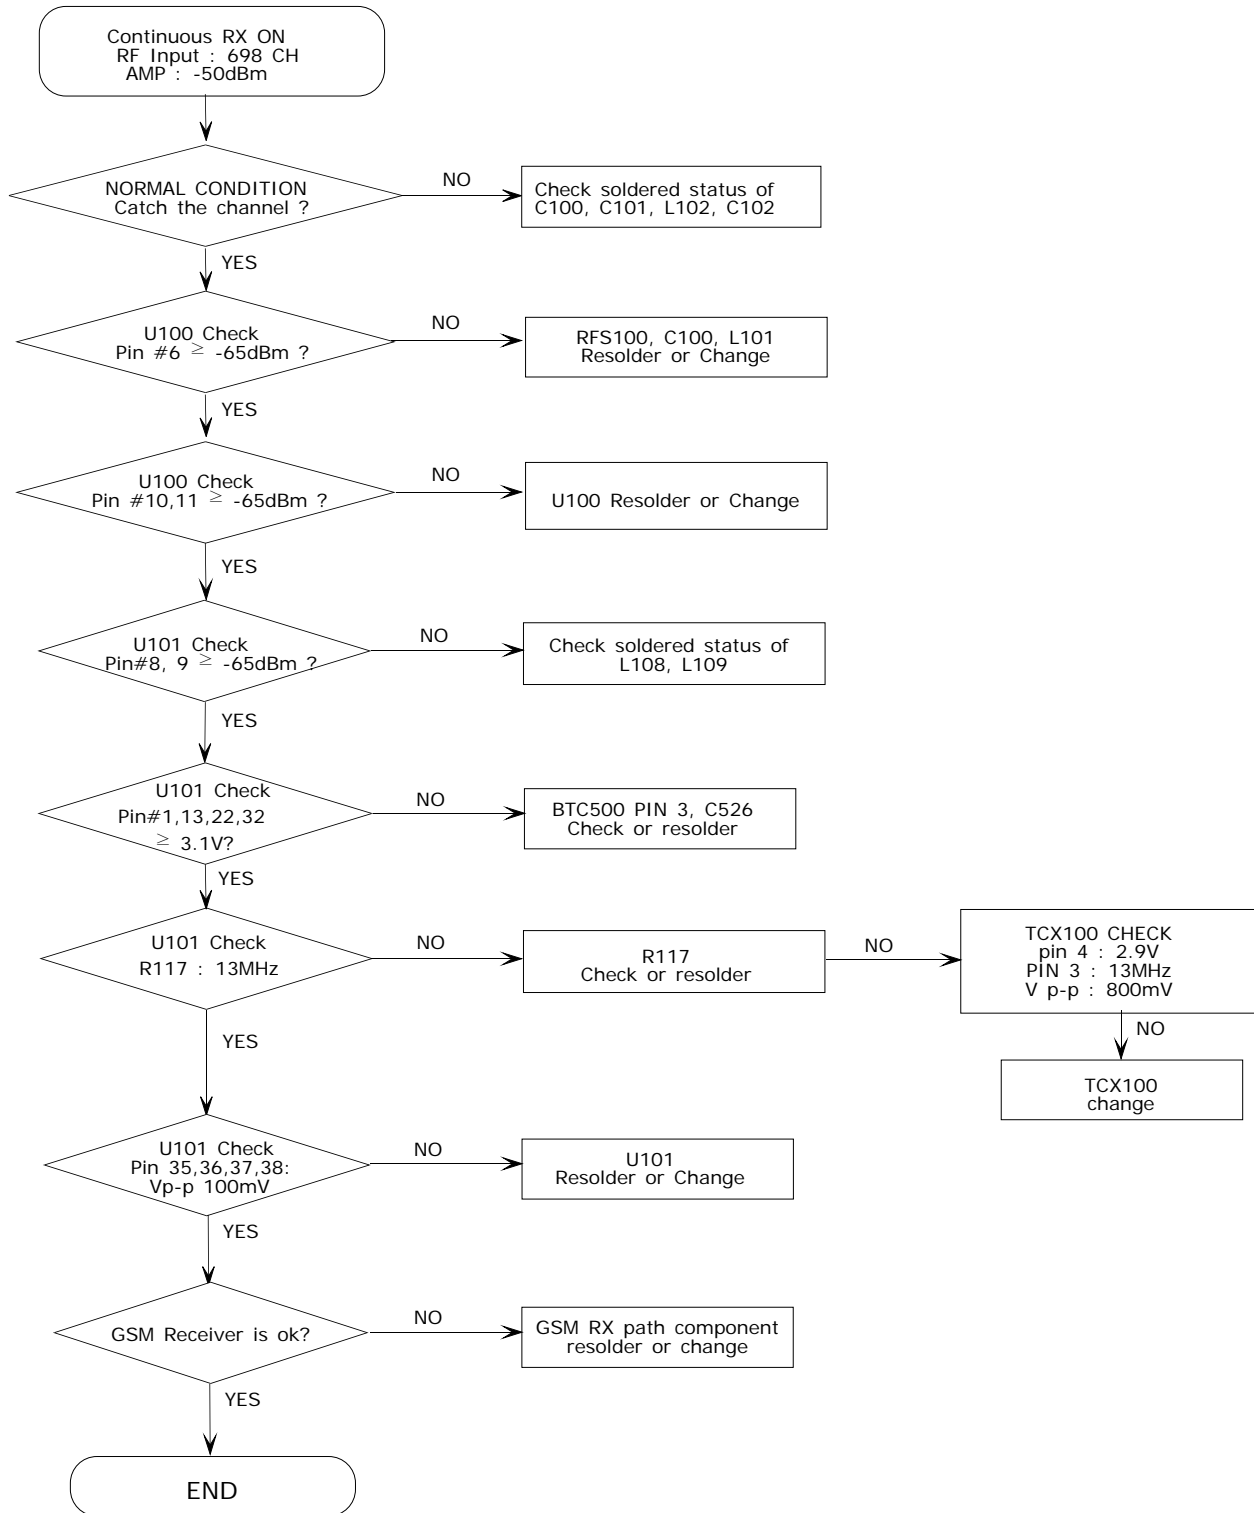 Continuous RX ON
RF Input : 698 CH
AMP : -50dBm
NORMAL CONDITION
Catch the channel ?
NO
Check soldered status of
C100, C101, L102, C102
YES
U100 Check
Pin #6 ≥ -65dBm ?
NO
RFS100, C100, L101
Resolder or Change
YES
U100 Check
Pin #10,11 ≥ -65dBm ?
NO
U100 Resolder or Change
YES
U101 Check
Pin#8, 9 ≥ -65dBm ?
NO
Check soldered status of
L108, L109
YES
U101 Check
Pin#1,13,22,32
≥ 3.1V?
NO
BTC500 PIN 3, C526
Check or resolder
YES
U101 Check
R117 : 13MHz
NO
R117
Check or resolder
NO
TCX100 CHECK
pin 4 : 2.9V
PIN 3 : 13MHz
V p-p : 800mV
NO
TCX100
change
YES
U101 Check
Pin 35,36,37,38:
Vp-p 100mV
NO
U101
Resolder or Change
YES
GSM Receiver is ok?
NO
GSM RX path component
resolder or change
YES
END